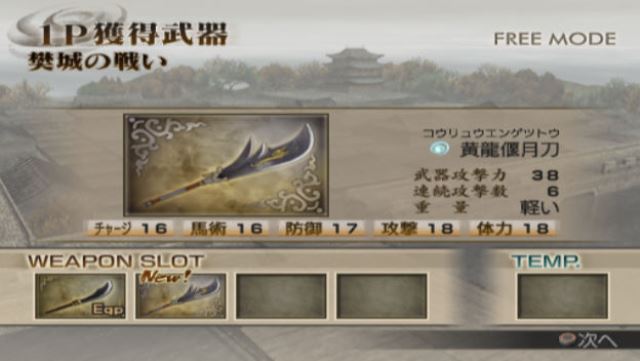 1P獲得武器
FREE MODE
樊城の戦い
コウリュウエンゲツトウ
黄龍偃月刀
武器攻撃力 38
連続攻撃数 6
重量 軽い
チャージ 16 馬術 16 防御 17 攻撃 18 体力 18
WEAPON SLOT
TEMP.
New!
Eqp
次へ